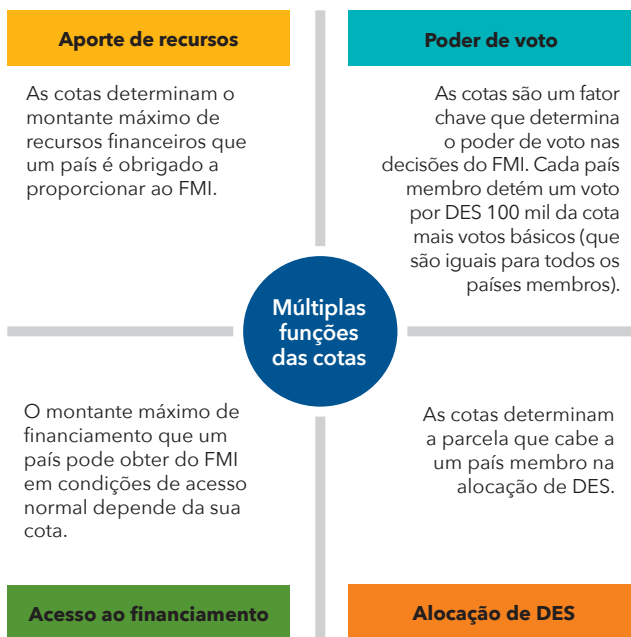 Aporte de recursos
As cotas determinam o
montante máximo de
recursos financeiros que
um país é obrigado a
proporcionar ao FMI.
Poder de voto
As cotas são um fator
chave que determina
o poder de voto nas
decisões do FMI. Cada país
membro detém um voto
por DES 100 mil da cota
mais votos básicos (que
são iguais para todos os
países membros).
Múltiplas
funções
das cotas
O montante máximo de
financiamento que um
país pode obter do FMI
em condições de acesso
normal depende da sua
cota.
Acesso ao financiamento
As cotas determinam
a parcela que cabe a
um país membro na
alocação de DES.
Alocação de DES